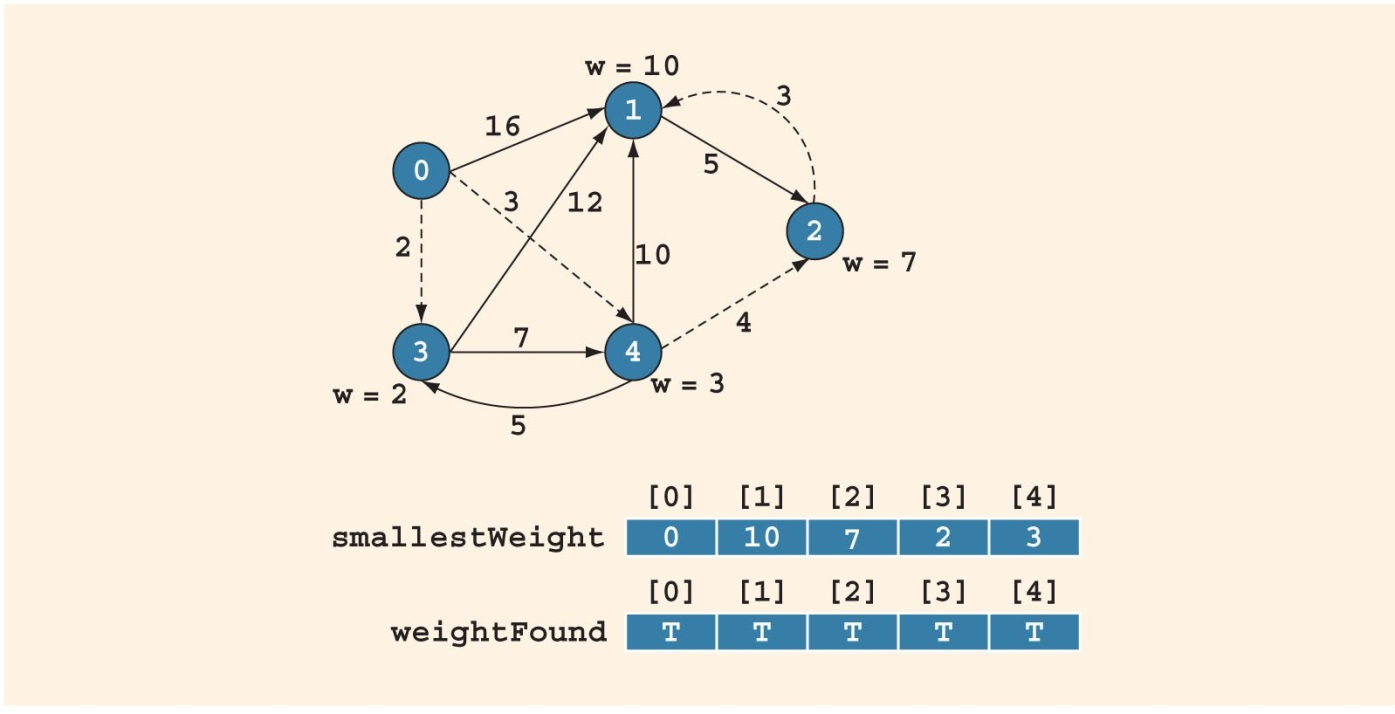 w = 10
1
3
16
5
0
3
12
2
2
10
w = 7
4
7
3
4
w = 3
w = 2
5
[0] [1] [2] [3] [4]
smallestWeight 0 10 7 2 3
[0] [1] [2] [3] [4]
weightFound T T T T T